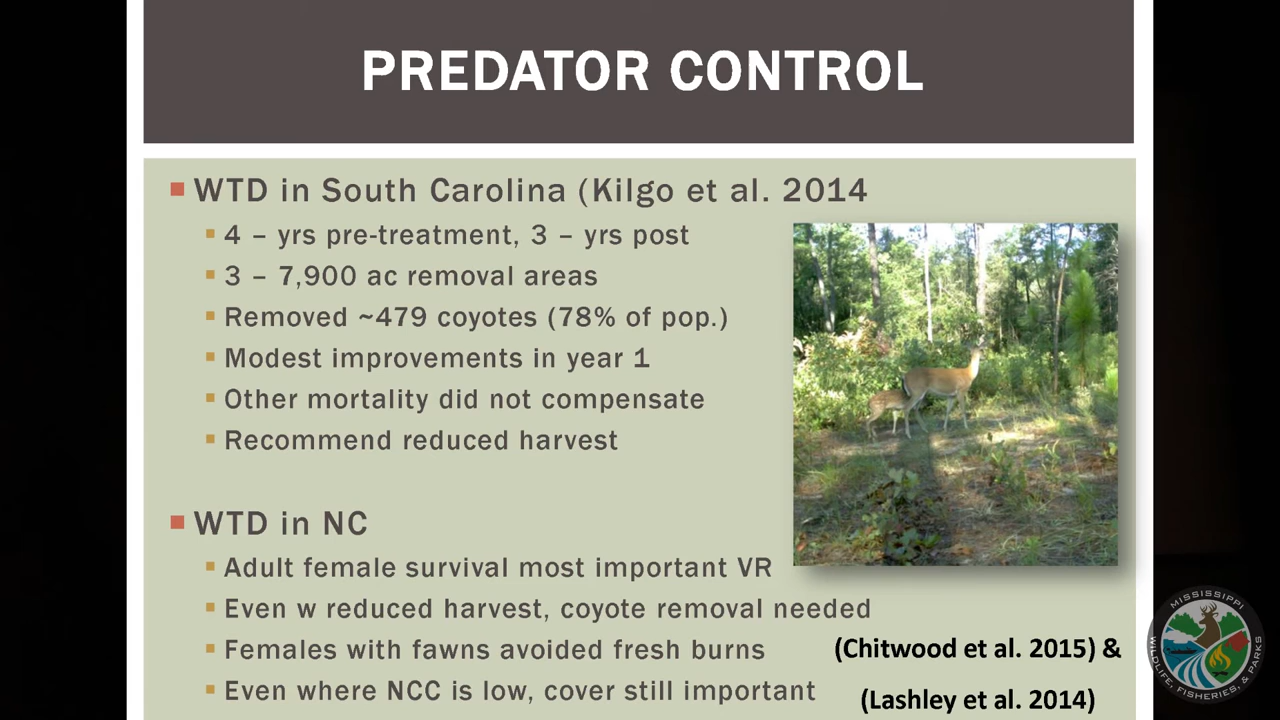 PREDATOR CONTROL
WTD in South Carolina (Kilgo et al. 2014
4 – yrs pre-treatment, 3 – yrs post
3 – 7,900 ac removal areas
Removed ~479 coyotes (78% of pop.)
Modest improvements in year 1
Other mortality did not compensate
Recommend reduced harvest
WTD in NC
Adult female survival most important VR
Even w reduced harvest, coyote removal needed
Females with fawns avoided fresh burns
(Chitwood et al. 2015) &
Even where NCC is low, cover still important
(Lashley et al. 2014)
MISSISSIPPI
WILDLIFE, FISHERIES, & PARKS